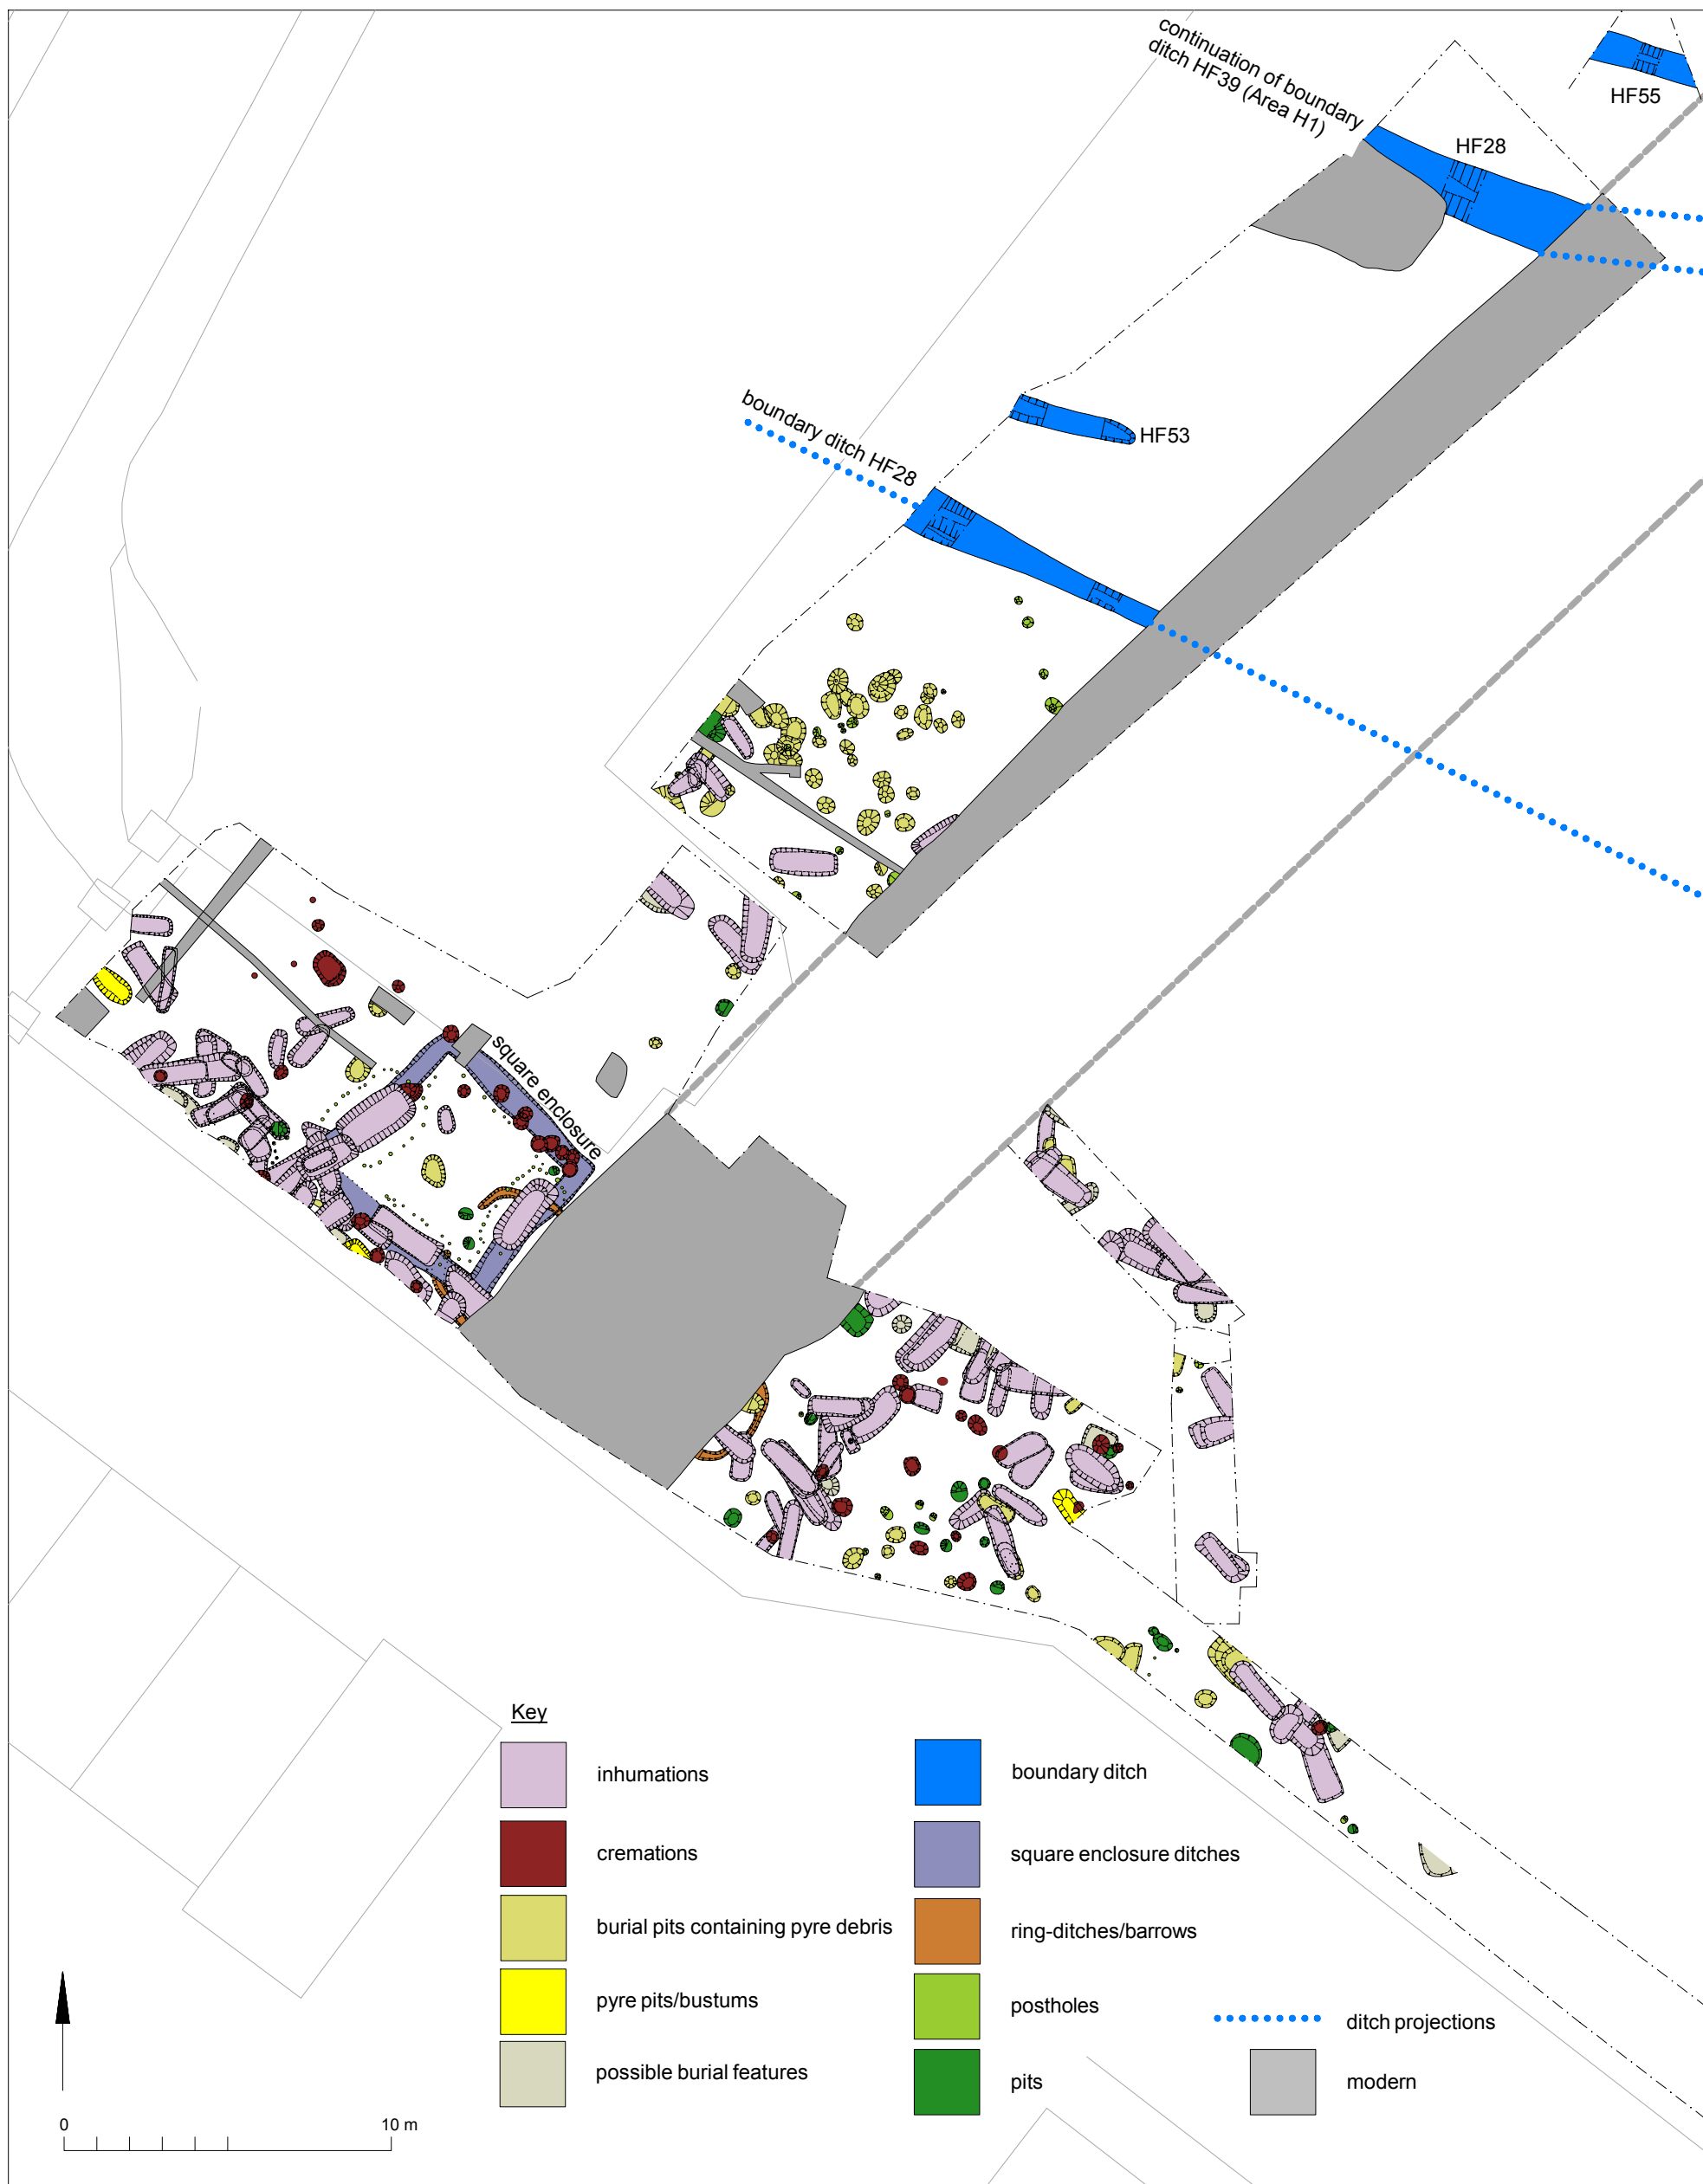 continuation of boundary
ditch HF39 (Area H1)
HF55
HF28
boundary ditch HF28
HF53
square enclosure
Key
inhumations
cremations
burial pits containing pyre debris
pyre pits/bustums
possible burial features
boundary ditch
square enclosure ditches
ring-ditches/barrows
postholes
pits
ditch projections
modern
0
10 m